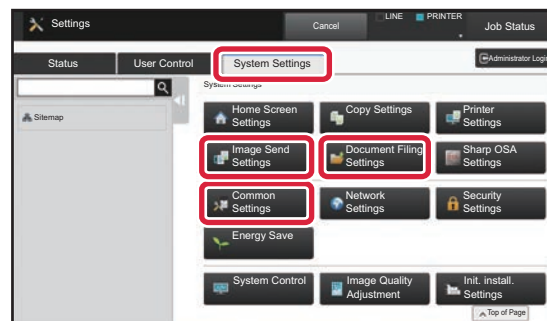 Settings
Cancel
LINE
PRINTER
Job Status
Status
User Control
System Settings
Administrator Login
System Settings
Sitemap
Home Screen
Settings
Copy Settings
Printer
Settings
Image Send
Settings
Document Filing
Settings
Sharp OSA
Settings
Common
Settings
Network
Settings
Security
Settings
Energy Save
System Control
Image Quality
Adjustment
Init. install.
Settings
Top of Page